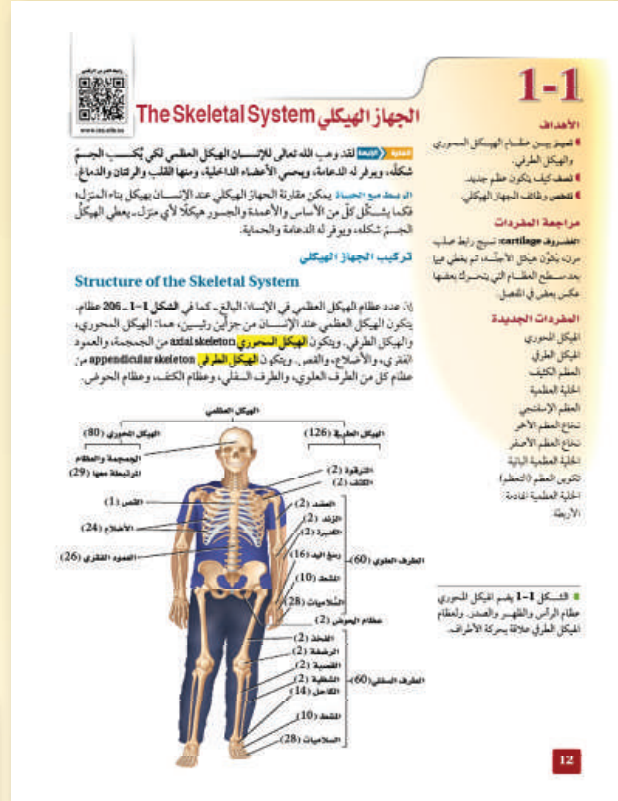 رابط الدرس الرقمي
www.ien.edu.sa
1-1
الأهداف
تميز بين عظام الهيكل المحوري
والهيكل الطرفي.
تصف كيف يتكون عظم جديد.
تلخص وظائف الجهاز الهيكلي.
مراجعة المفردات
الغضروف cartilage: نسيج رابط صلب
مرن، يكوّن هيكل الأجنة، ثم يغطي فيما
بعد سطح العظام التي يتحرك بعضها
عكس بعض في المفصل.
المفردات الجديدة
الهيكل المحوري
الهيكل الطرفي
العظم الكثيف
الخلية العظمية
العظم الإسفنجي
نخاع العظم الأحمر
نخاع العظم الأصفر
الخلية العظمية البانية
تكوين العظم (التعظم)
الخلية العظمية الهادمة
الأربطة
الشكل 1-1 يضم الهيكل المحوري
عظام الرأس والظهر والصدر. ولعظام
الهيكل الطرفي علاقة بحركة الأطراف.
الجهاز الهيكلي The Skeletal System
الفكرة الرئيسة لقد وهب الله تعالى للإنسان الهيكل العظمي لكي يُكسب الجسم
شكله، ويوفر له الدعامة، ويحمي الأعضاء الداخلية، ومنها القلب والرئتان والدماغ.
الربط مع الحياة يمكن مقارنة الجهاز الهيكلي عند الإنسان بهيكل بناء المنزل؛
فكما يشكّل كلّ من الأساس والأعمدة والجسور هيكلًا لأي منزل، يعطي الهيكل
الجسمَ شكله، ويوفر له الدعامة والحماية.
تركيب الجهاز الهيكلي
Structure of the Skeletal System
إن عدد عظام الهيكل العظمي في الإنسان البالغ - كما في الشكل 1-1 - 206 عظام.
يتكون الهيكل العظمي عند الإنسان من جزأين رئيسين، هما: الهيكل المحوري،
والهيكل الطرفي. ويتكون الهيكل المحوري axial skeleton من الجمجمة، والعمود
الفقري، والأضلاع، والقص. ويتكون الهيكل الطرفي appendicular skeleton من
عظام كل من الطرف العلوي، والطرف السفلي، وعظام الكتف، وعظام الحوض.
الهيكل العظمي
الهيكل الطرفي (126)
الهيكل المحوري (80)
الجمجمة والعظام
المرتبطة معها (29)
القص (1)
الأضلاع (24)
العمود الفقري (26)
الترقوة (2)
الكتف (2)
العضد (2)
الزند (2)
الكعبرة (2)
رسغ اليد (16)
المشط (10)
السُّلاميات (28)
الطرف العلوي (60)
عظام الحوض (2)
الفخذ (2)
الرضفة (2)
القصبة (2)
الشظية (2)
الكاحل (14)
المشط (10)
السلاميات (28)
الطرف السفلي (60)
12